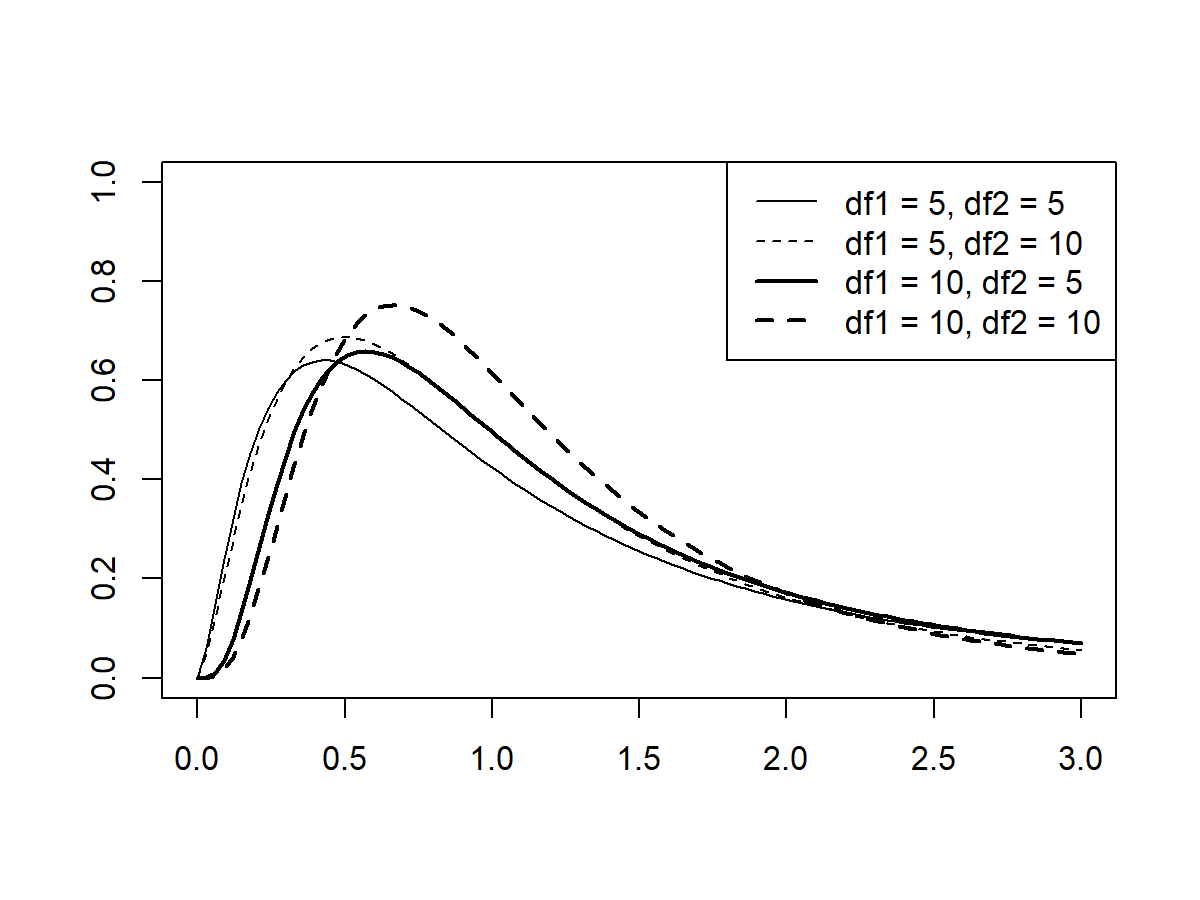 1.0
0.8
0.6
0.4
0.2
0.0
df1 = 5, df2 = 5
df1 = 5, df2 = 10
df1 = 10, df2 = 5
df1 = 10, df2 = 10
0.0 0.5 1.0 1.5 2.0 2.5 3.0